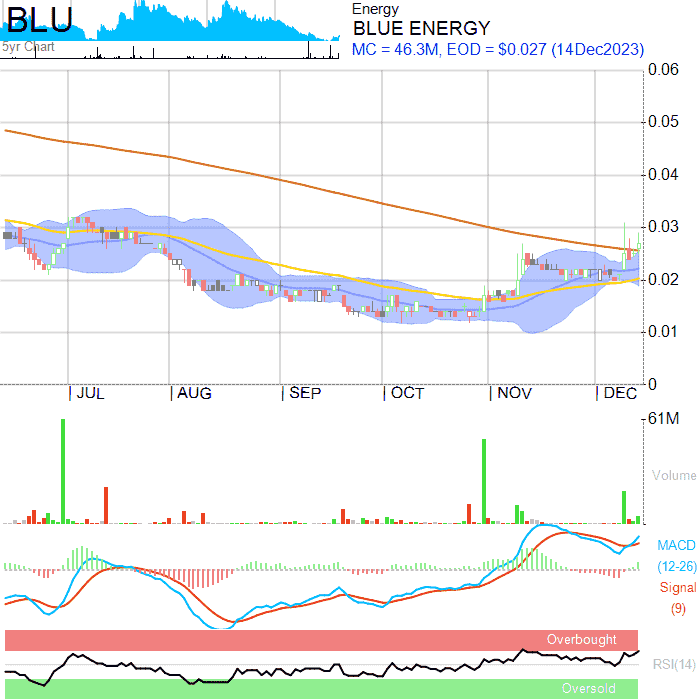 BLU
5yr Chart
Energy
BLUE ENERGY
MC = 46.3M, EOD = $0.027 (14Dec2023)
0.06
0.05
0.04
0.03
0.02
0.01
0
JUL AUG SEP OCT NOV DEC
61M
Volume
MACD
(12-26)
Signal
(9)
Overbought
RSI(14)
Oversold